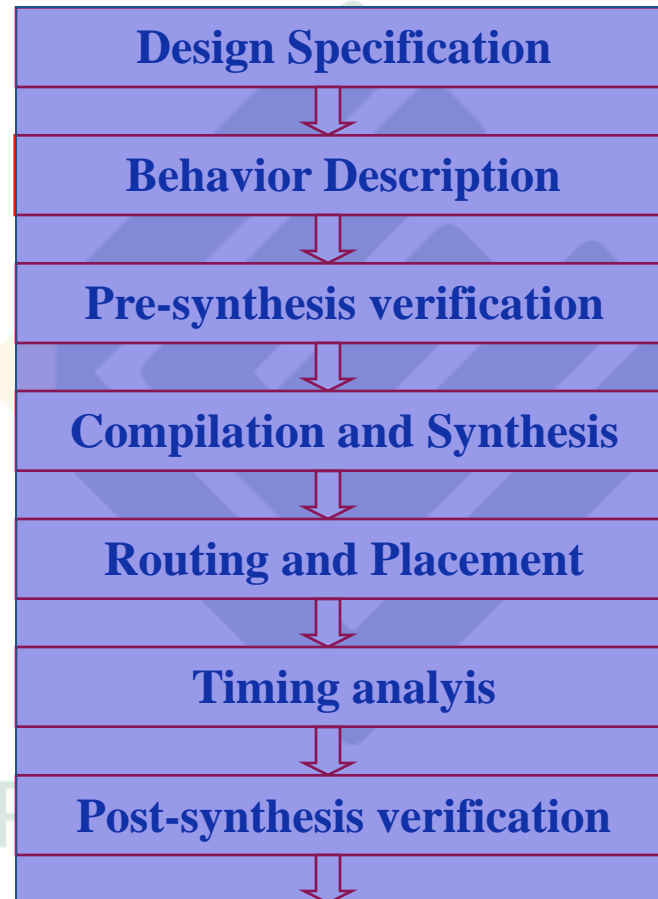 Design Specification
Behavior Description
Pre-synthesis verification
Compilation and Synthesis
Routing and Placement
Timing analyis
Post-synthesis verification